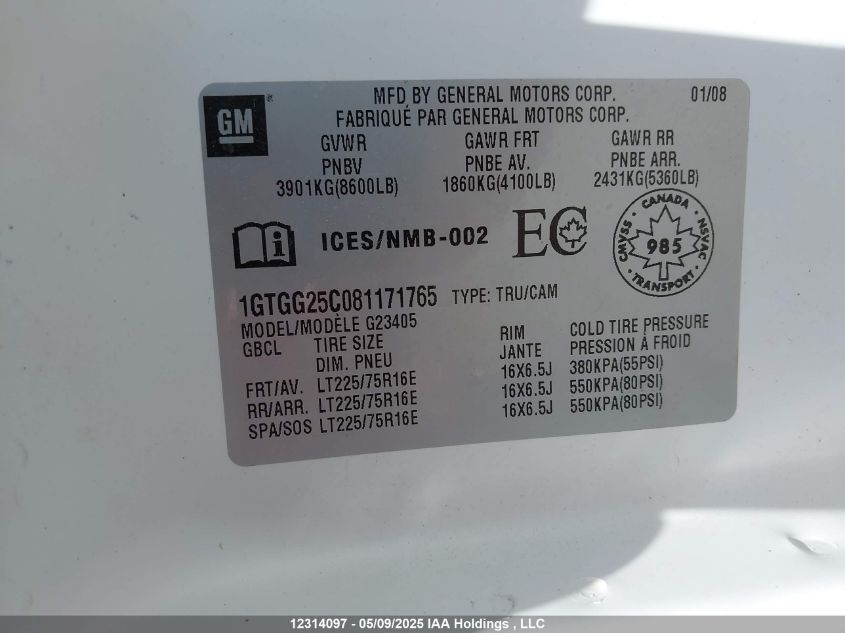 GM
MFD BY GENERAL MOTORS CORP. 01/08
FABRIQUÉ PAR GENERAL MOTORS CORP.
GVWR GAWR FRT GAWR RR
PNBV PNBE AV. PNBE ARR.
3901KG(8600LB) 1860KG(4100LB) 2431KG(5360LB)
i ICES/NMB-002 EC
CANADA
CMVSS 985 NSVAC
1GTGG25C081171765 TYPE: TRU/CAM
MODEL/MODÈLE G23405
GBCL TIRE SIZE RIM COLD TIRE PRESSURE
DIM. PNEU JANTE PRESSION À FROID
FRT/AV. LT225/75R16E 16X6.5J 380KPA(55PSI)
RR/ARR. LT225/75R16E 16X6.5J 550KPA(80PSI)
SPA/SOS LT225/75R16E 16X6.5J 550KPA(80PSI)
12314097 - 05/09/2025 IAA Holdings , LLC